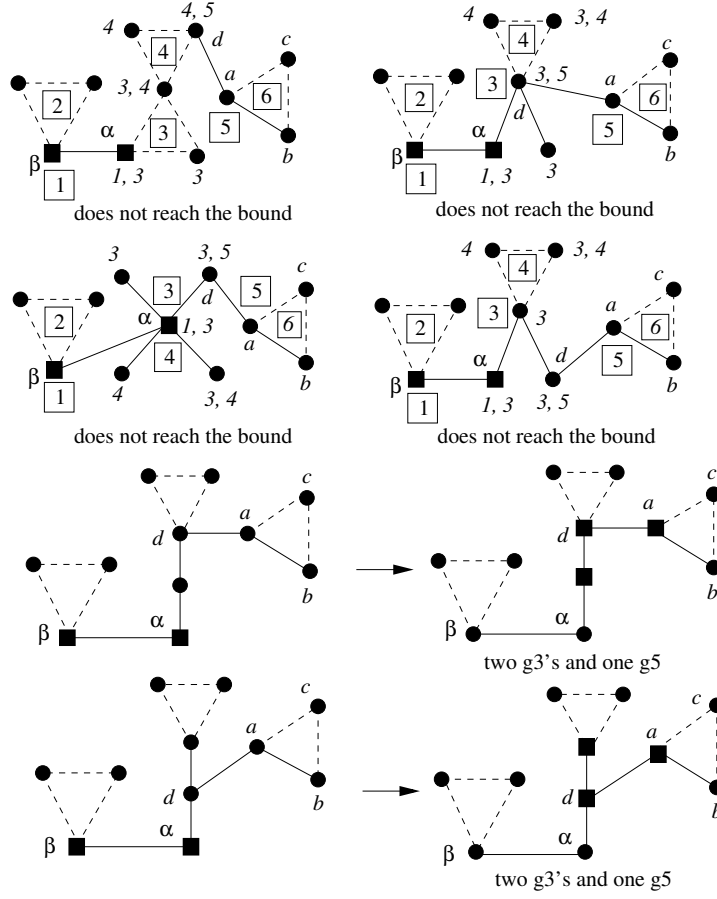 4 4, 5 d 4 3, 4 a c 6 2 α 3 5 b β 1 1, 3 3
does not reach the bound
4 4 3, 4 c 3 3, 5 a 6 2 d α 5 b β 1 1, 3 3
does not reach the bound
3 3, 5 3 5 c d 2 α 1, 3 a 6 4 β 1 4 3, 4 b
does not reach the bound
4 4 3, 4 c 2 3 3 a 6 α d 5 β 1 1, 3 3, 5 b
does not reach the bound
c a d b α β
c a d b α β
two g3's and one g5
c a d b α β
c a d b α β
two g3's and one g5